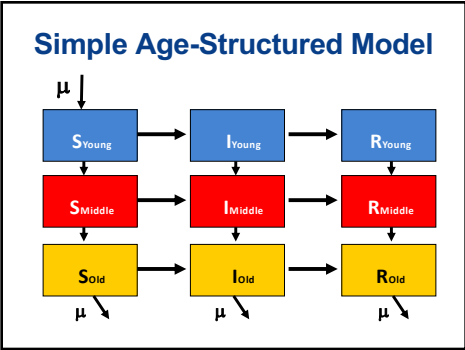 Simple Age-Structured Model
μ
SYoung IYoung RYoung
SMiddle IMiddle RMiddle
SOld IOld ROld
μ μ μ